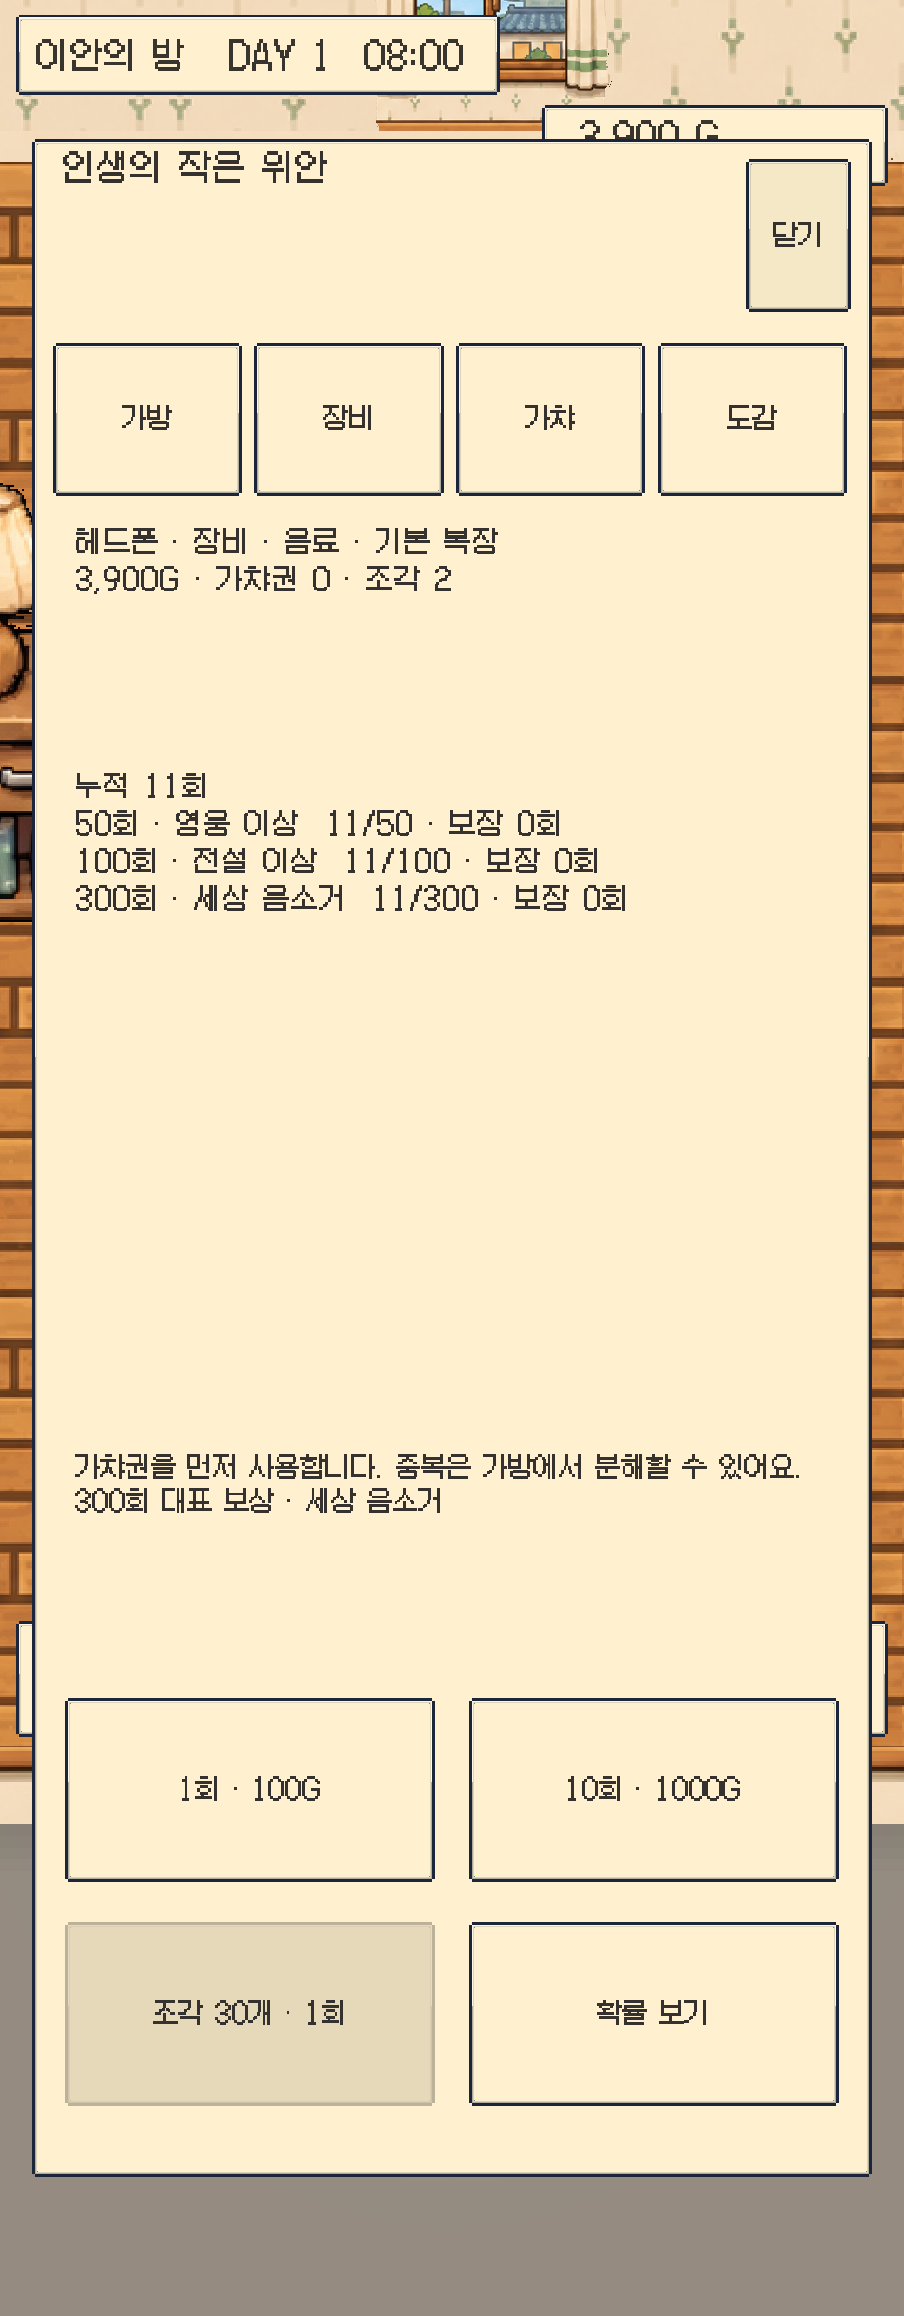 이안의 방 DAY 1 08:00
3,900 G
인생의 작은 위안
닫기
가방 장비 가챠 도감
헤드폰 · 장비 · 음료 · 기본 복장
3,900G · 가챠권 0 · 조각 2
누적 11회
50회 · 영웅 이상 11/50 · 보장 0회
100회 · 전설 이상 11/100 · 보장 0회
300회 · 세상 음소거 11/300 · 보장 0회
가챠권을 먼저 사용합니다. 중복은 가방에서 분해할 수 있어요.
300회 대표 보상 · 세상 음소거
1회 · 100G 10회 · 1000G
조각 30개 · 1회 확률 보기